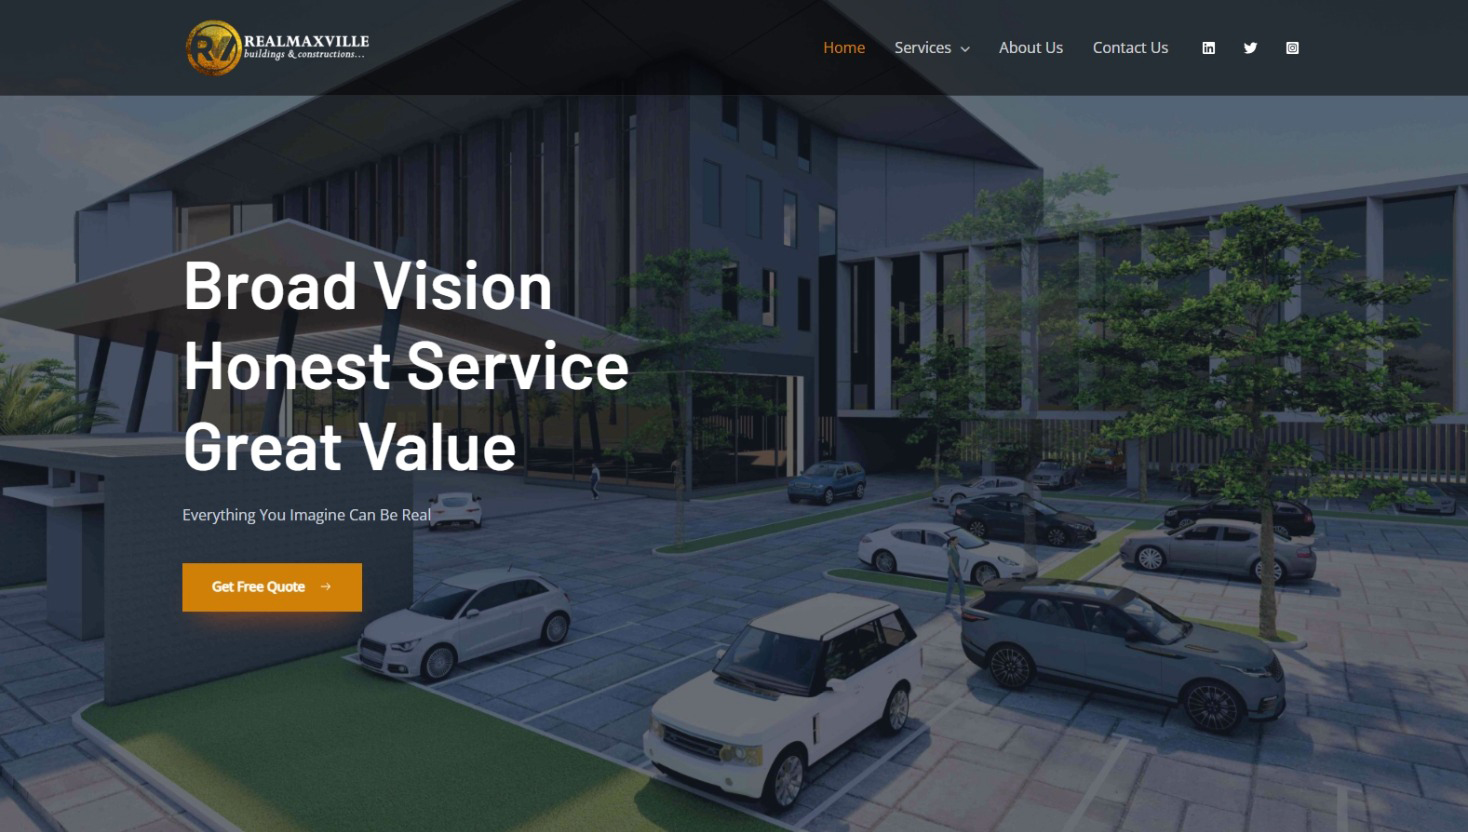 REALMAXVILLE
buildings & constructions...
Home
Services
About Us
Contact Us
Broad Vision
Honest Service
Great Value
Everything You Imagine Can Be Real
Get Free Quote →